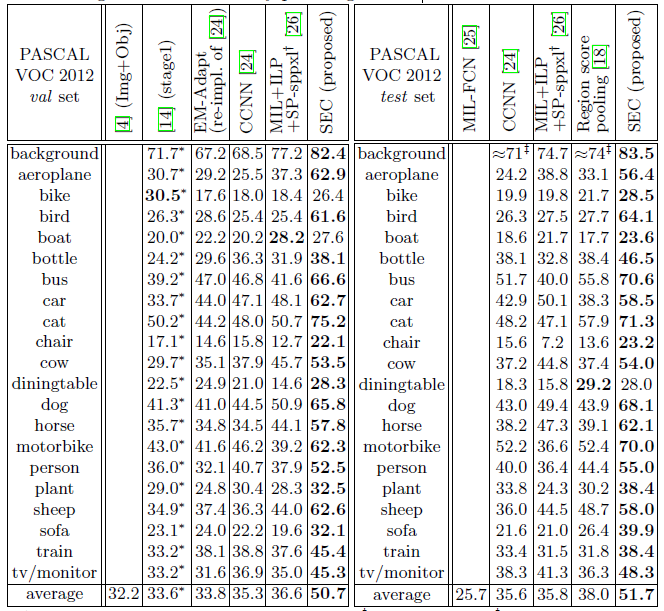 PASCAL VOC 2012 val set | [4] (Img+Obj) | [14] (stage1) | EM-Adapt (re-impl. of [24]) | CCNN [24] | MIL+ILP +SP-sppxl† [26] | SEC (proposed)
background | | 71.7* | 67.2 | 68.5 | 77.2 | 82.4
aeroplane | | 30.7* | 29.2 | 25.5 | 37.3 | 62.9
bike | | 30.5* | 17.6 | 18.0 | 18.4 | 26.4
bird | | 26.3* | 28.6 | 25.4 | 25.4 | 61.6
boat | | 20.0* | 22.2 | 20.2 | 28.2 | 27.6
bottle | | 24.2* | 29.6 | 36.3 | 31.9 | 38.1
bus | | 39.2* | 47.0 | 46.8 | 41.6 | 66.6
car | | 33.7* | 44.0 | 47.1 | 48.1 | 62.7
cat | | 50.2* | 44.2 | 48.0 | 50.7 | 75.2
chair | | 17.1* | 14.6 | 15.8 | 12.7 | 22.1
cow | | 29.7* | 35.1 | 37.9 | 45.7 | 53.5
diningtable | | 22.5* | 24.9 | 21.0 | 14.6 | 28.3
dog | | 41.3* | 41.0 | 44.5 | 50.9 | 65.8
horse | | 35.7* | 34.8 | 34.5 | 44.1 | 57.8
motorbike | | 43.0* | 41.6 | 46.2 | 39.2 | 62.3
person | | 36.0* | 32.1 | 40.7 | 37.9 | 52.5
plant | | 29.0* | 24.8 | 30.4 | 28.3 | 32.5
sheep | | 34.9* | 37.4 | 36.3 | 44.0 | 62.6
sofa | | 23.1* | 24.0 | 22.2 | 19.6 | 32.1
train | | 33.2* | 38.1 | 38.8 | 37.6 | 45.4
tv/monitor | | 33.2* | 31.6 | 36.9 | 35.0 | 45.3
average | 32.2 | 33.6* | 33.8 | 35.3 | 36.6 | 50.7
PASCAL VOC 2012 test set | MIL-FCN [25] | CCNN [24] | MIL+ILP +SP-sppxl† [26] | Region score pooling [18] | SEC (proposed)
background | | ≈71‡ | 74.7 | ≈74‡ | 83.5
aeroplane | | 24.2 | 38.8 | 33.1 | 56.4
bike | | 19.9 | 19.8 | 21.7 | 28.5
bird | | 26.3 | 27.5 | 27.7 | 64.1
boat | | 18.6 | 21.7 | 17.7 | 23.6
bottle | | 38.1 | 32.8 | 38.4 | 46.5
bus | | 51.7 | 40.0 | 55.8 | 70.6
car | | 42.9 | 50.1 | 38.3 | 58.5
cat | | 48.2 | 47.1 | 57.9 | 71.3
chair | | 15.6 | 7.2 | 13.6 | 23.2
cow | | 37.2 | 44.8 | 37.4 | 54.0
diningtable | | 18.3 | 15.8 | 29.2 | 28.0
dog | | 43.0 | 49.4 | 43.9 | 68.1
horse | | 38.2 | 47.3 | 39.1 | 62.1
motorbike | | 52.2 | 36.6 | 52.4 | 70.0
person | | 40.0 | 36.4 | 44.4 | 55.0
plant | | 33.8 | 24.3 | 30.2 | 38.4
sheep | | 36.0 | 44.5 | 48.7 | 58.0
sofa | | 21.6 | 21.0 | 26.4 | 39.9
train | | 33.4 | 31.5 | 31.8 | 38.4
tv/monitor | | 38.3 | 41.3 | 36.3 | 48.3
average | 25.7 | 35.6 | 35.8 | 38.0 | 51.7